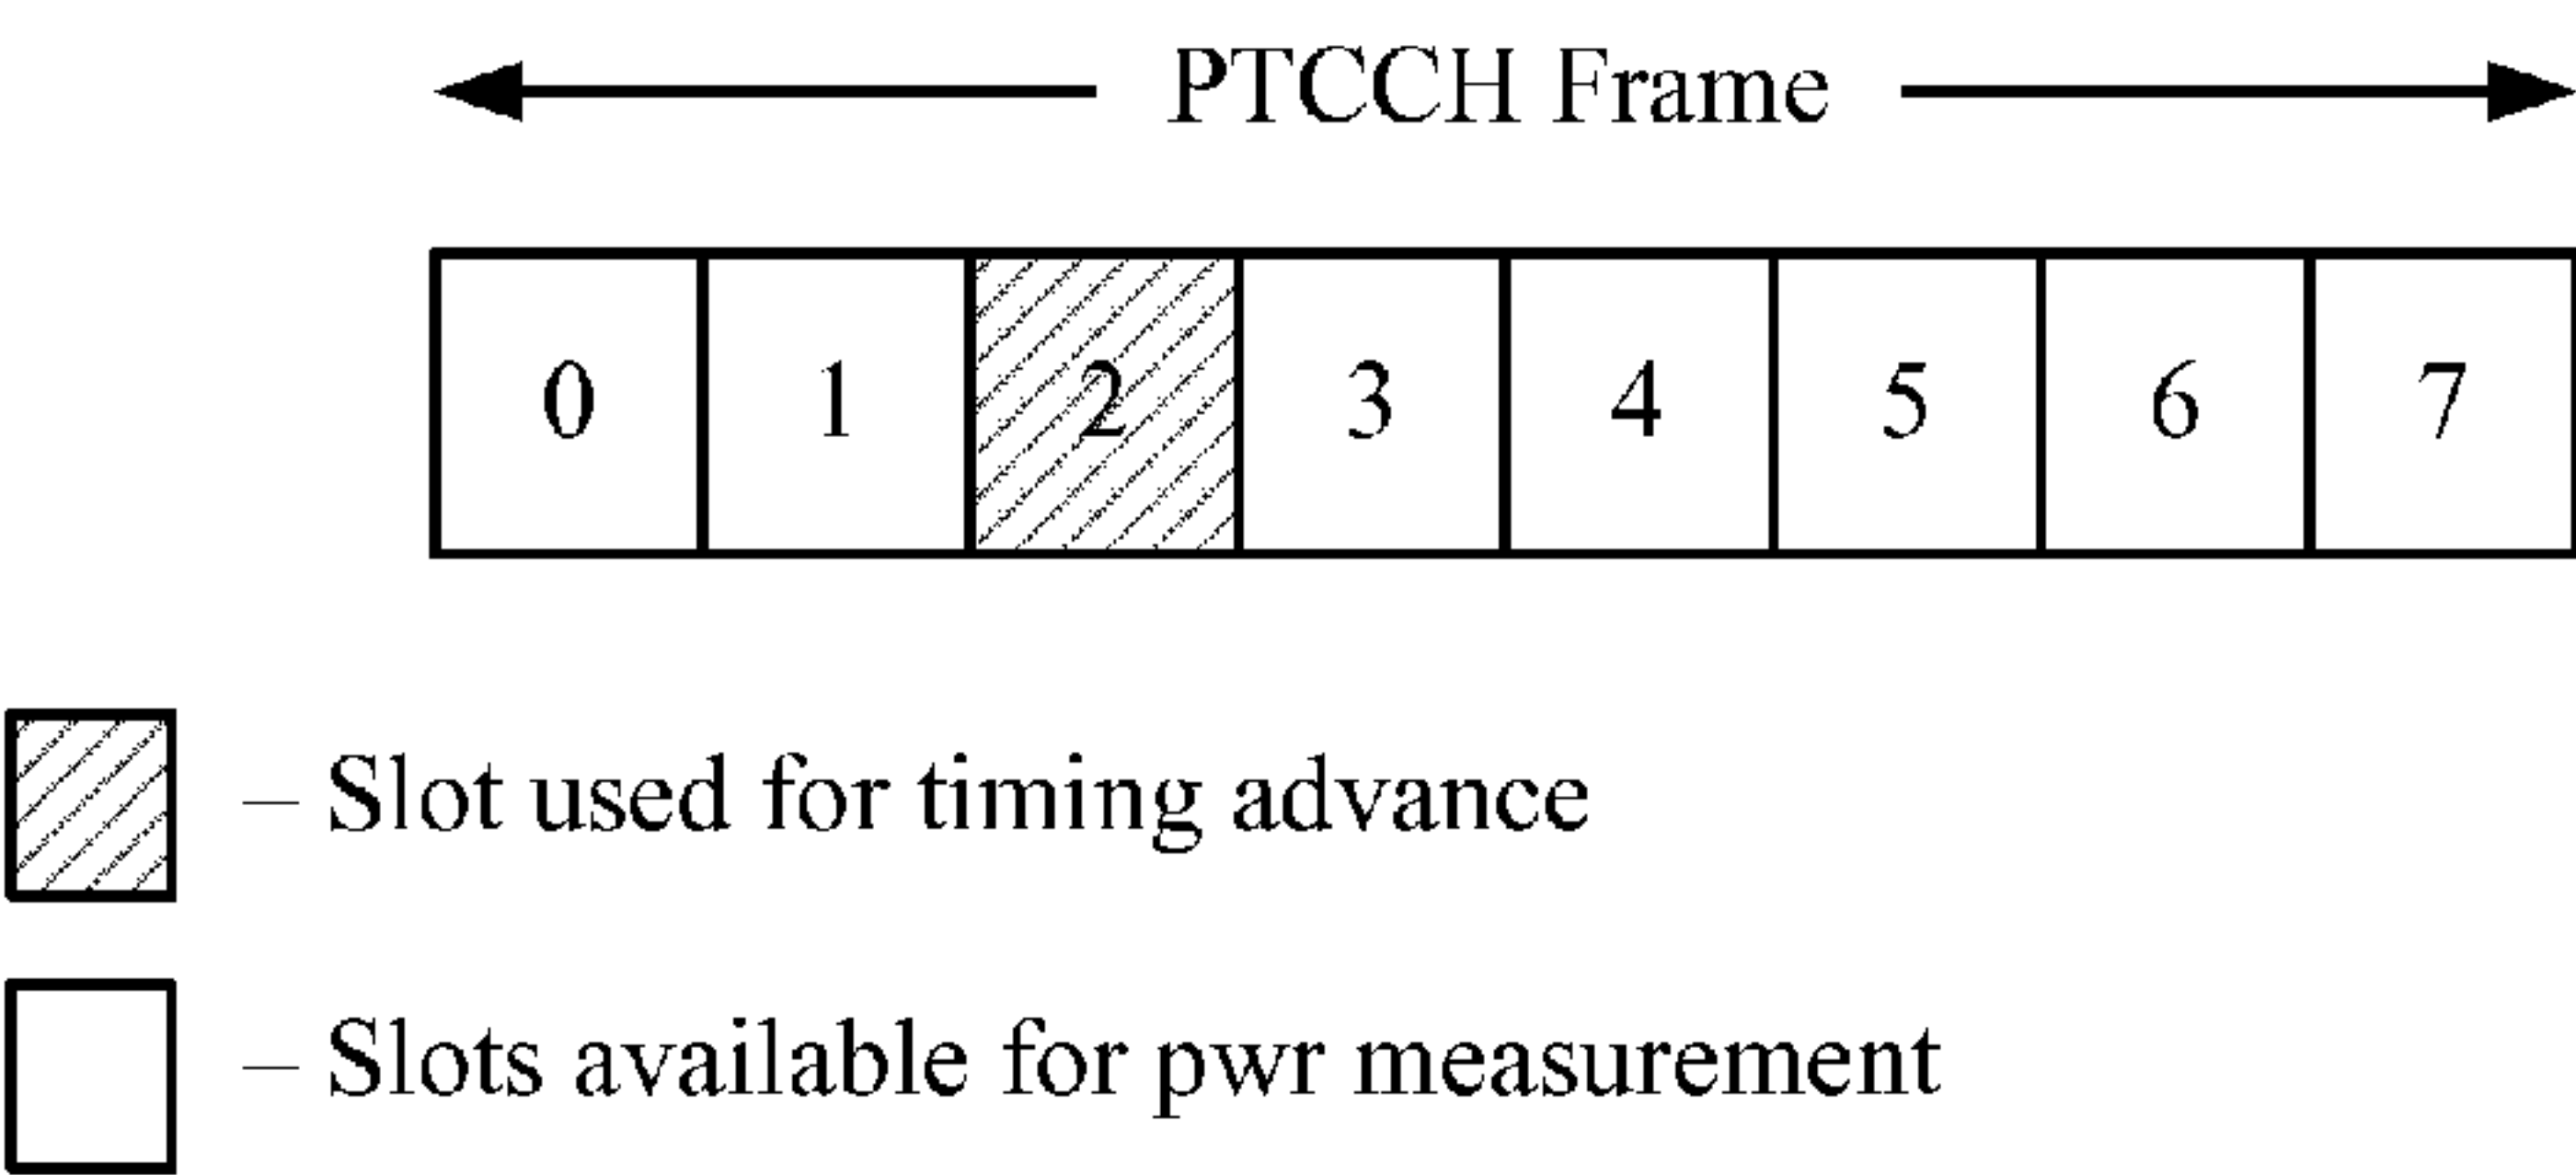 PTCCH Frame
0 1 2 3 4 5 6 7
– Slot used for timing advance
– Slots available for pwr measurement